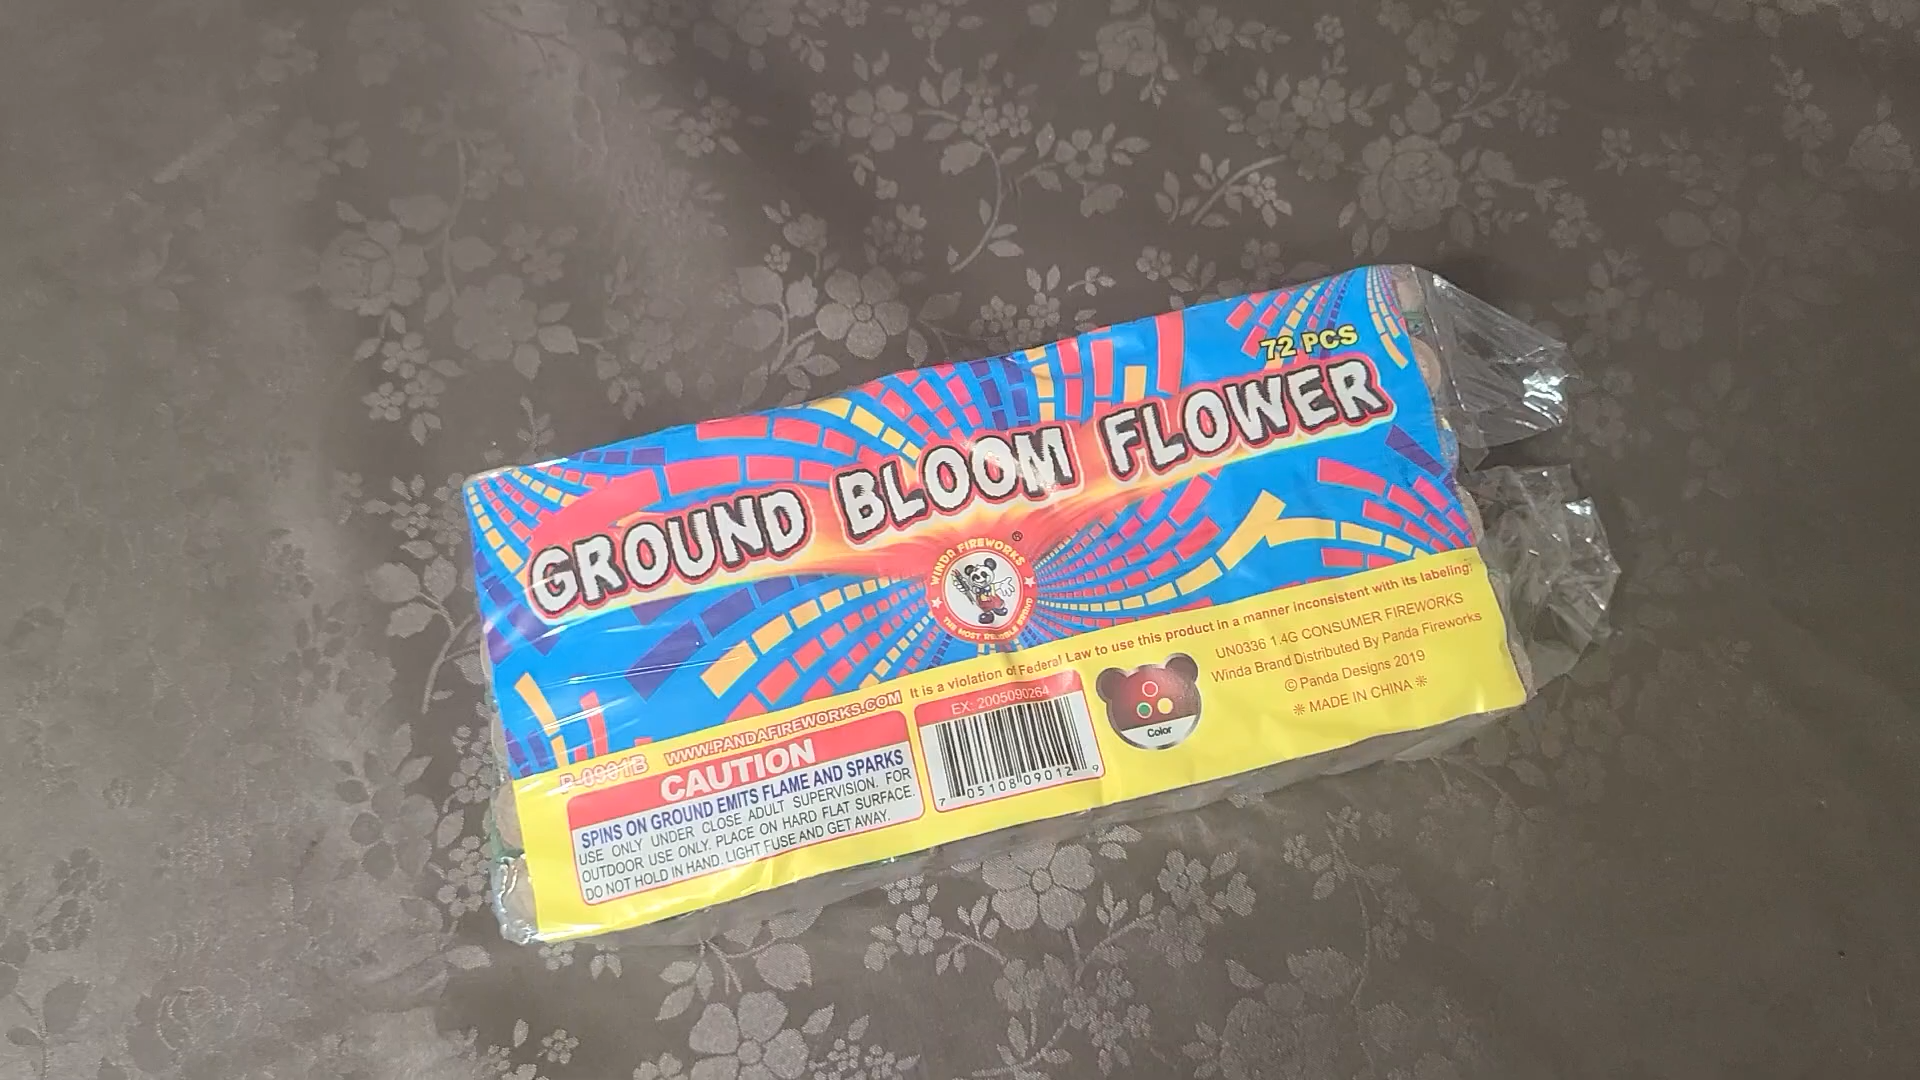 72 PCS
GROUND BLOOM FLOWER
WINDA FIREWORKS ®
THE MOST RELIABLE BRAND
P-0901B WWW.PANDAFIREWORKS.COM It is a violation of Federal Law to use this product in a manner inconsistent with its labeling.
CAUTION
SPINS ON GROUND EMITS FLAME AND SPARKS
USE ONLY UNDER CLOSE ADULT SUPERVISION. FOR
OUTDOOR USE ONLY. PLACE ON HARD FLAT SURFACE.
DO NOT HOLD IN HAND. LIGHT FUSE AND GET AWAY.
EX: 2005090264
7 05108 09012 9
Color
UN0336 1.4G CONSUMER FIREWORKS
Winda Brand Distributed By Panda Fireworks
© Panda Designs 2019
MADE IN CHINA